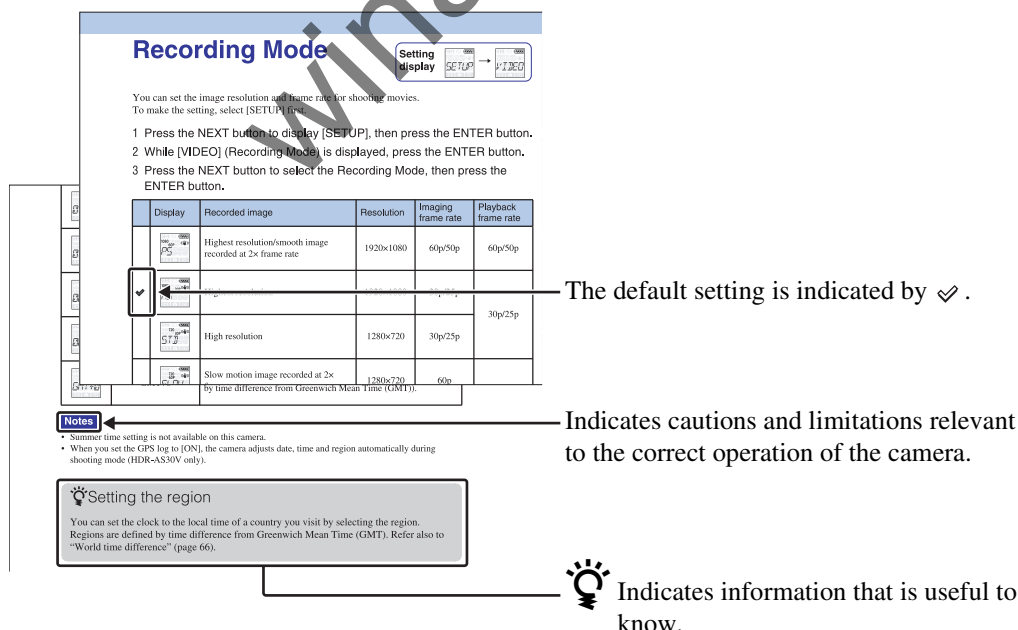 Recording Mode
Setting
display
SETUP → VIDEO
You can set the image resolution and frame rate for shooting movies.
To make the setting, select [SETUP] first.
1 Press the NEXT button to display [SETUP], then press the ENTER button.
2 While [VIDEO] (Recording Mode) is displayed, press the ENTER button.
3 Press the NEXT button to select the Recording Mode, then press the
ENTER button.
Display Recorded image Resolution Imaging frame rate Playback frame rate
PS Highest resolution/smooth image
recorded at 2× frame rate 1920×1080 60p/50p 60p/50p
30p/25p
STD High resolution 1280×720 30p/25p
Slow motion image recorded at 2× 1280×720 60p
by time difference from Greenwich Mean Time (GMT)).
The default setting is indicated by ✓.
Notes
• Summer time setting is not available on this camera.
• When you set the GPS log to [ON], the camera adjusts date, time and region automatically during
shooting mode (HDR-AS30V only).
Indicates cautions and limitations relevant
to the correct operation of the camera.
Setting the region
You can set the clock to the local time of a country you visit by selecting the region.
Regions are defined by time difference from Greenwich Mean Time (GMT). Refer also to
“World time difference” (page 66).
Indicates information that is useful to
know.